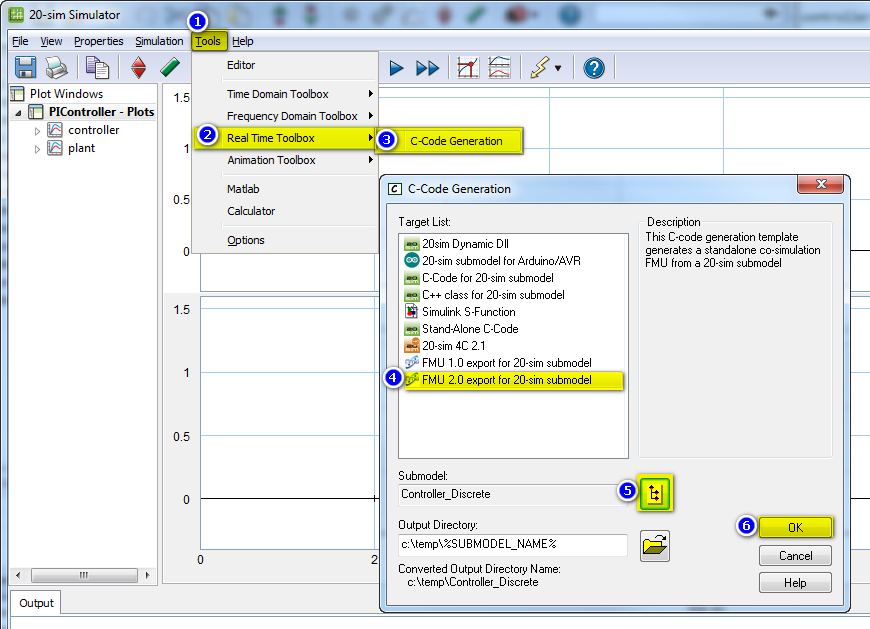 20-sim Simulator
1
File View Properties Simulation Tools Help
Plot Windows
PIController - Plots
controller
plant
Editor
Time Domain Toolbox
Frequency Domain Toolbox
2 Real Time Toolbox
3 C-Code Generation
Animation Toolbox
Matlab
Calculator
Options
1.5
1
0.5
0
1.5
1
0.5
0
0
2
C-Code Generation
Target List:
20sim Dynamic Dll
20-sim submodel for Arduino/AVR
C-Code for 20-sim submodel
C++ class for 20-sim submodel
Simulink S-Function
Stand-Alone C-Code
20-sim 4C 2.1
FMU 1.0 export for 20-sim submodel
4 FMU 2.0 export for 20-sim submodel
Description
This C-code generation template
generates a standalone co-simulation
FMU from a 20-sim submodel
Submodel:
Controller_Discrete
5
Output Directory:
c:\temp\%SUBMODEL_NAME%
Converted Output Directory Name:
c:\temp\Controller_Discrete
6 OK
Cancel
Help
Output